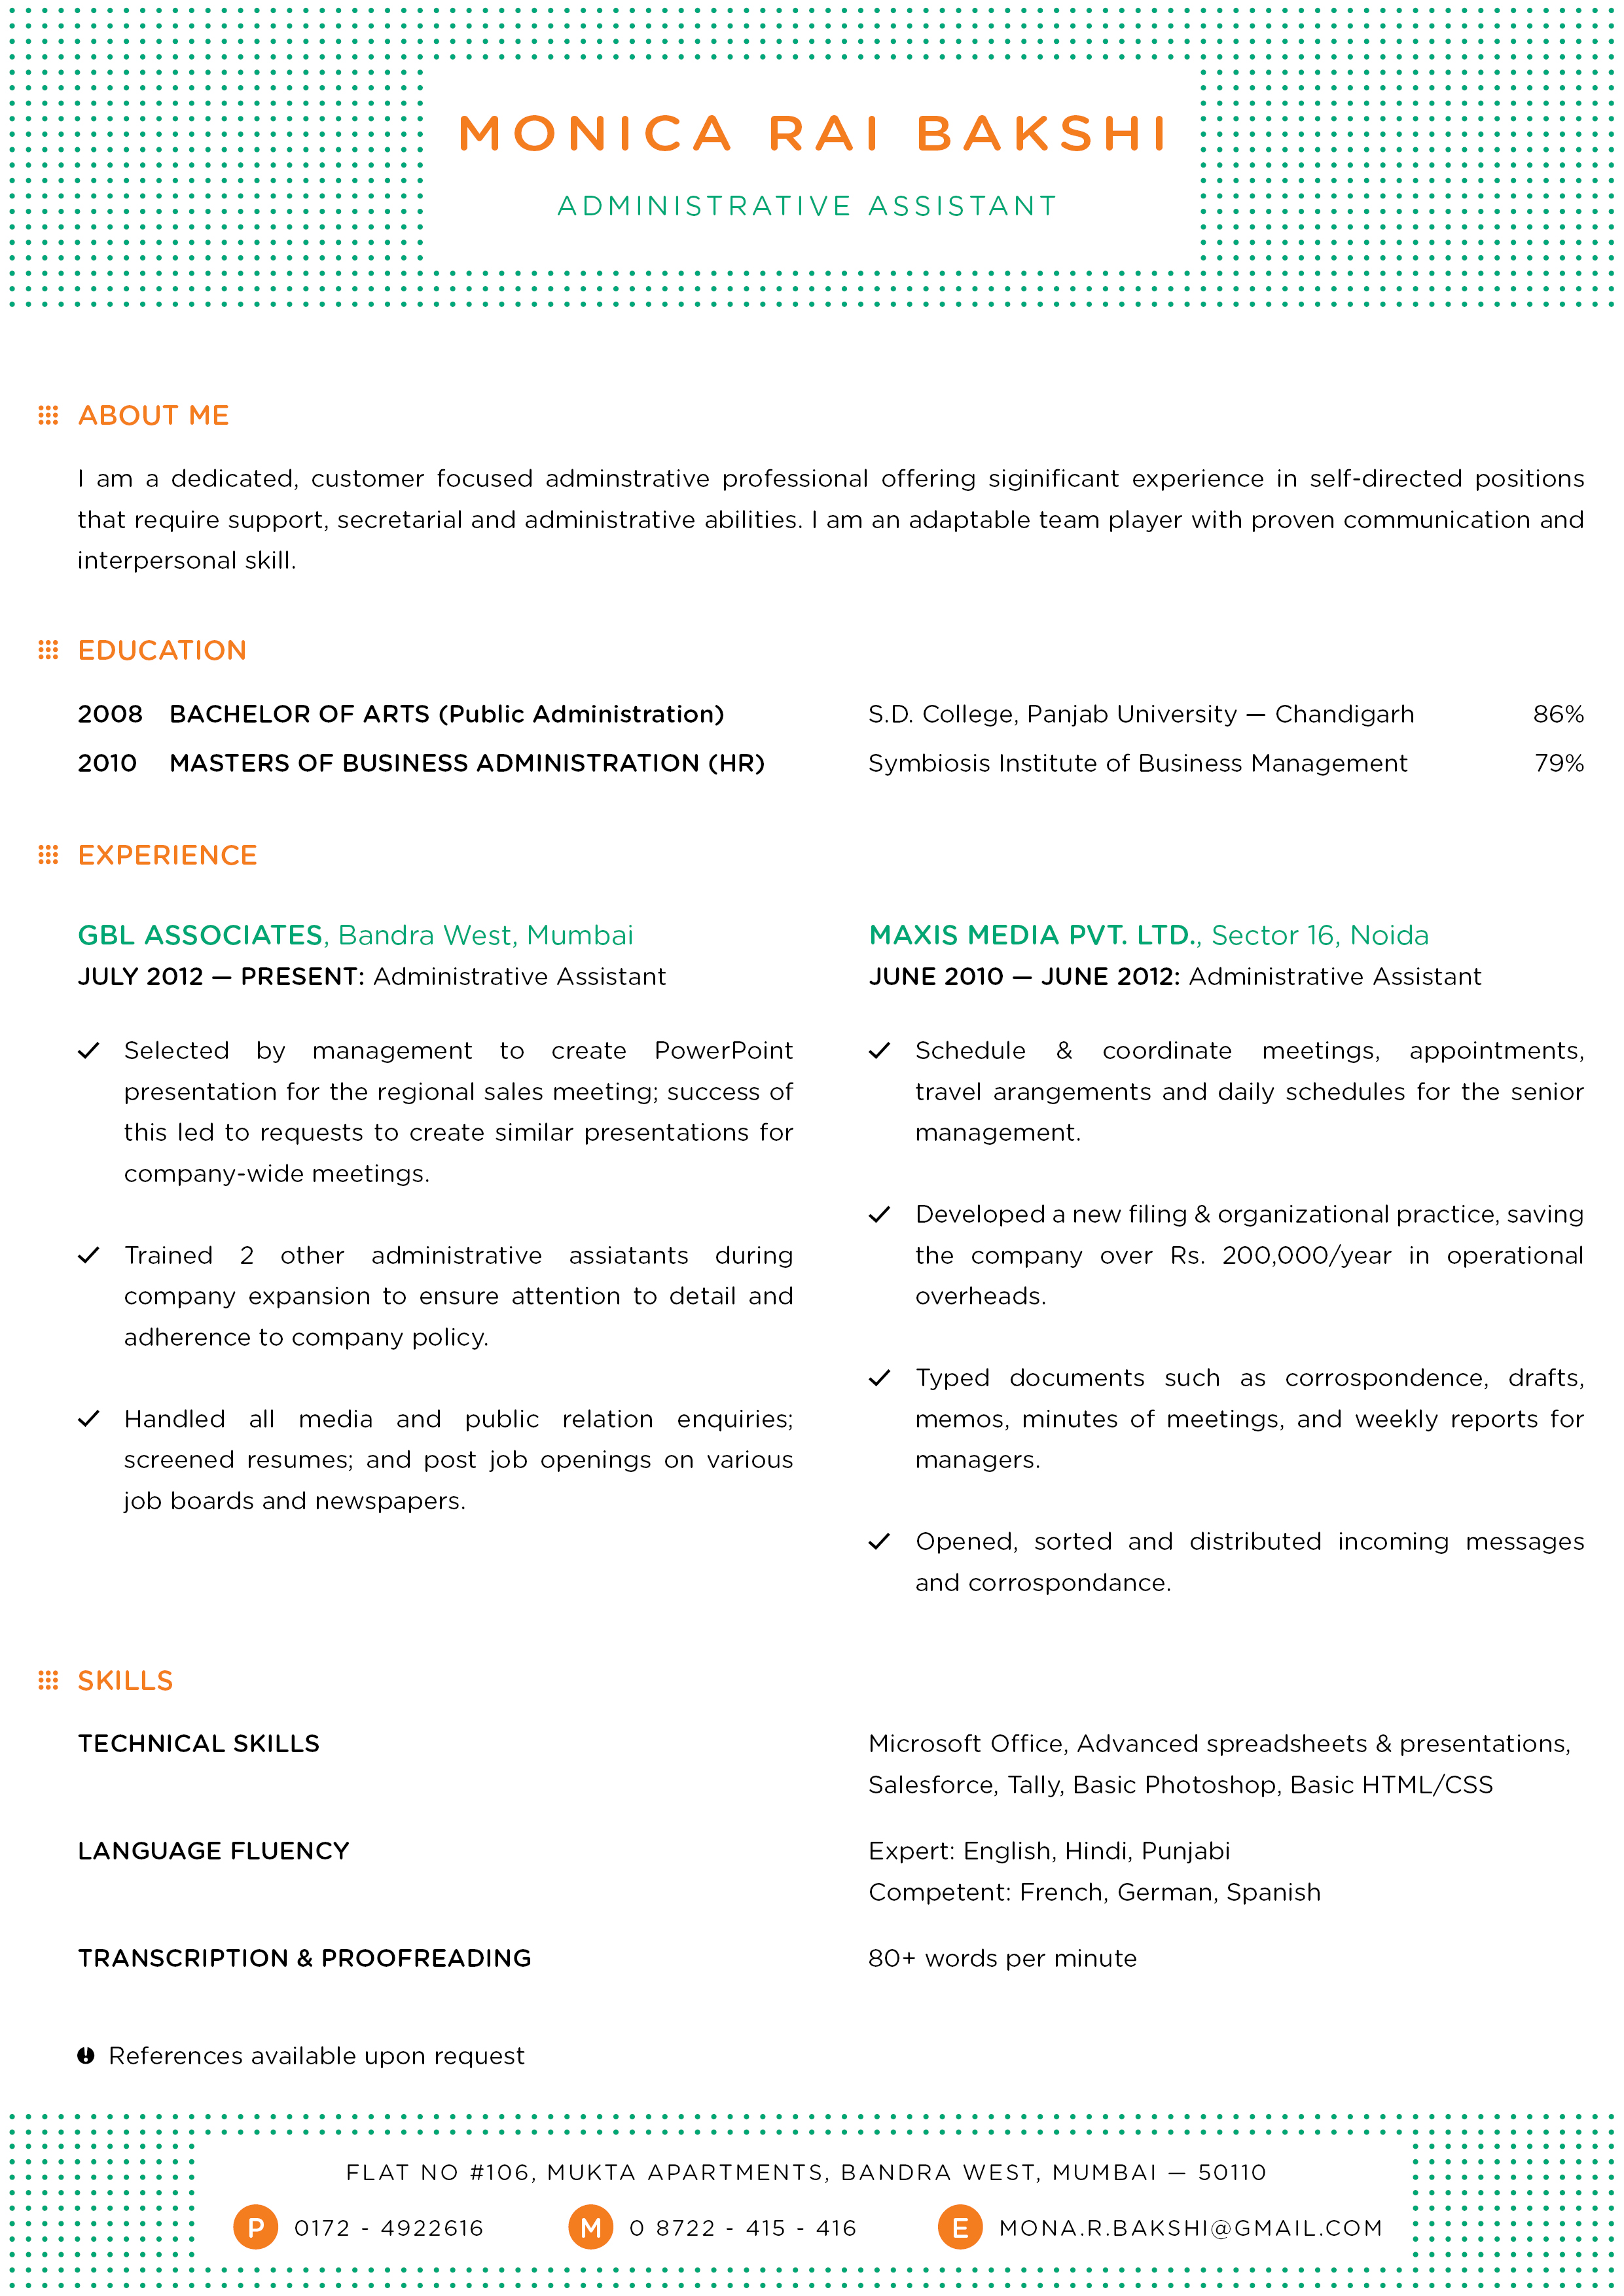 MONICA RAI BAKSHI
ADMINISTRATIVE ASSISTANT
ABOUT ME
I am a dedicated, customer focused adminstrative professional offering siginificant experience in self-directed positions
that require support, secretarial and administrative abilities. I am an adaptable team player with proven communication and
interpersonal skill.
EDUCATION
2008 BACHELOR OF ARTS (Public Administration) S.D. College, Panjab University — Chandigarh 86%
2010 MASTERS OF BUSINESS ADMINISTRATION (HR) Symbiosis Institute of Business Management 79%
EXPERIENCE
GBL ASSOCIATES, Bandra West, Mumbai
JULY 2012 — PRESENT: Administrative Assistant
Selected by management to create PowerPoint
presentation for the regional sales meeting; success of
this led to requests to create similar presentations for
company-wide meetings.
Trained 2 other administrative assiatants during
company expansion to ensure attention to detail and
adherence to company policy.
Handled all media and public relation enquiries;
screened resumes; and post job openings on various
job boards and newspapers.
MAXIS MEDIA PVT. LTD., Sector 16, Noida
JUNE 2010 — JUNE 2012: Administrative Assistant
Schedule & coordinate meetings, appointments,
travel arangements and daily schedules for the senior
management.
Developed a new filing & organizational practice, saving
the company over Rs. 200,000/year in operational
overheads.
Typed documents such as corrospondence, drafts,
memos, minutes of meetings, and weekly reports for
managers.
Opened, sorted and distributed incoming messages
and corrospondance.
SKILLS
TECHNICAL SKILLS Microsoft Office, Advanced spreadsheets & presentations,
Salesforce, Tally, Basic Photoshop, Basic HTML/CSS
LANGUAGE FLUENCY Expert: English, Hindi, Punjabi
Competent: French, German, Spanish
TRANSCRIPTION & PROOFREADING 80+ words per minute
References available upon request
FLAT NO #106, MUKTA APARTMENTS, BANDRA WEST, MUMBAI — 50110
P 0172 - 4922616 M 0 8722 - 415 - 416 E MONA.R.BAKSHI@GMAIL.COM